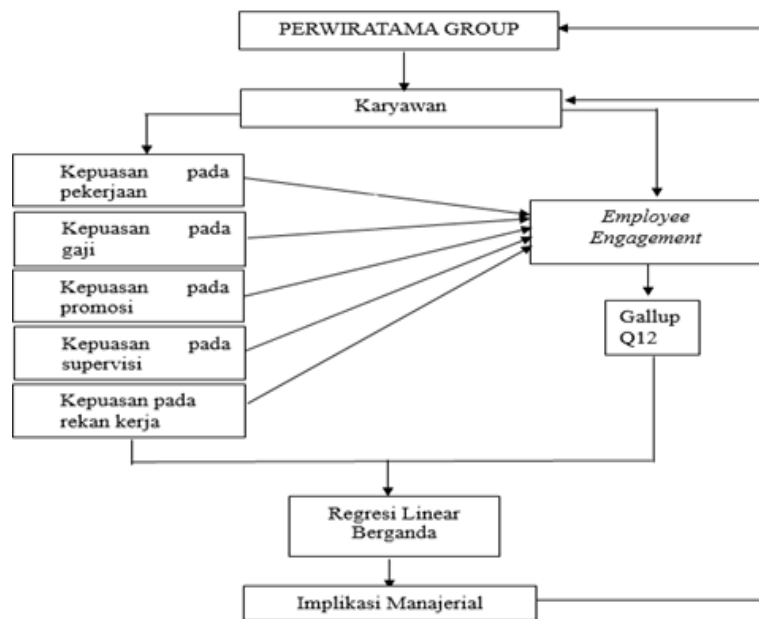 PERWIRATAMA GROUP
Karyawan
Kepuasan pada
pekerjaan
Kepuasan pada
gaji
Kepuasan pada
promosi
Kepuasan pada
supervisi
Kepuasan pada
rekan kerja
Employee
Engagement
Gallup
Q12
Regresi Linear
Berganda
Implikasi Manajerial